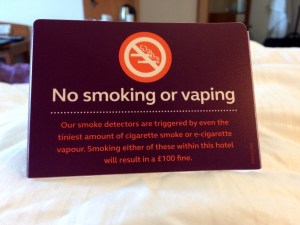 No smoking or vaping
Our smoke detectors are triggered by even the
tiniest amount of cigarette smoke or e-cigarette
vapour. Smoking either of these within this hotel
will result in a £100 fine.